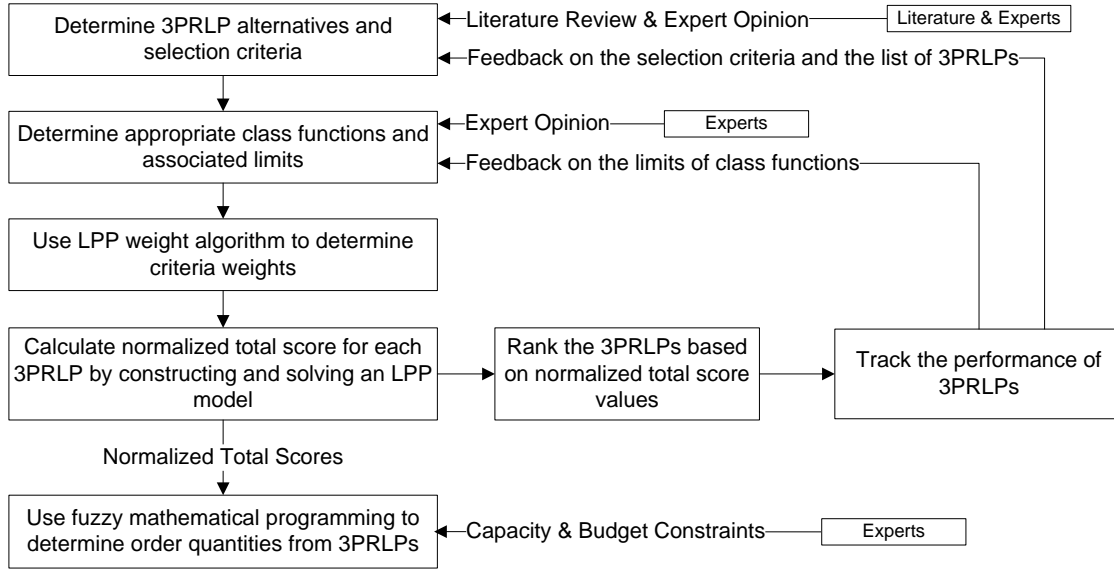 Determine 3PRLP alternatives and
selection criteria
Literature Review & Expert Opinion
Literature & Experts
Feedback on the selection criteria and the list of 3PRLPs
Determine appropriate class functions and
associated limits
Expert Opinion
Experts
Feedback on the limits of class functions
Use LPP weight algorithm to determine
criteria weights
Calculate normalized total score for each
3PRLP by constructing and solving an LPP
model
Rank the 3PRLPs based
on normalized total score
values
Track the performance of
3PRLPs
Normalized Total Scores
Use fuzzy mathematical programming to
determine order quantities from 3PRLPs
Capacity & Budget Constraints
Experts